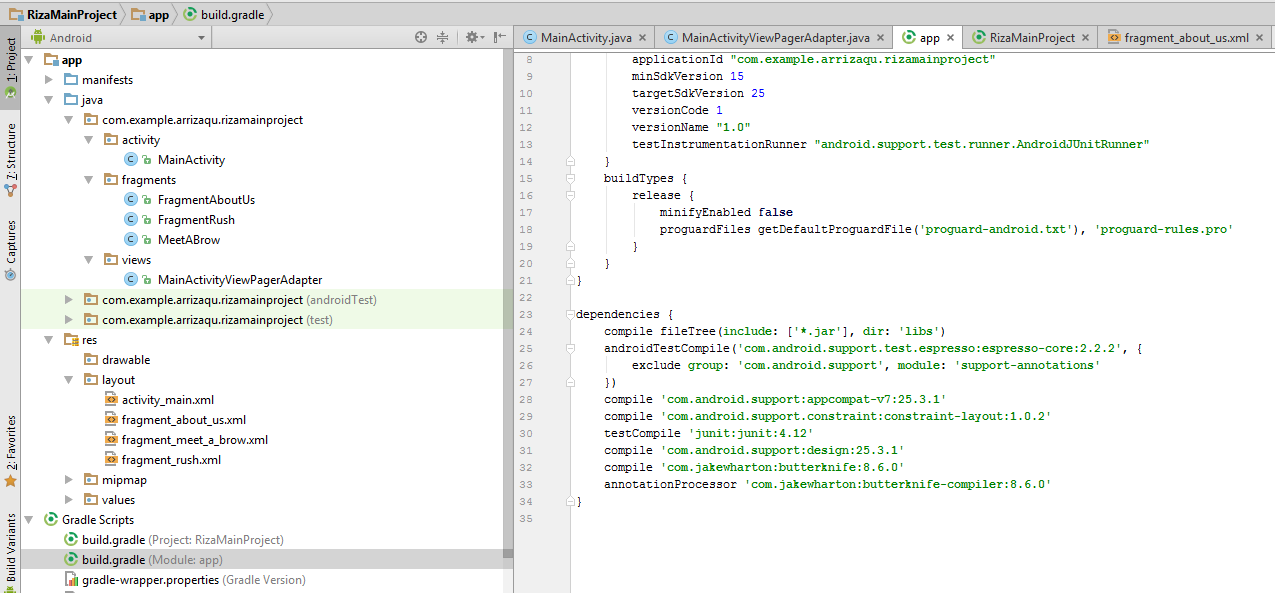 RizaMainProject app build.gradle
Android
MainActivity.java MainActivityViewPagerAdapter.java app RizaMainProject fragment_about_us.xml
1: Project
7: Structure
Captures
2: Favorites
Build Variants
app
manifests
java
com.example.arrizaqu.rizamainproject
activity
MainActivity
fragments
FragmentAboutUs
FragmentRush
MeetABrow
views
MainActivityViewPagerAdapter
com.example.arrizaqu.rizamainproject (androidTest)
com.example.arrizaqu.rizamainproject (test)
res
drawable
layout
activity_main.xml
fragment_about_us.xml
fragment_meet_a_brow.xml
fragment_rush.xml
mipmap
values
Gradle Scripts
build.gradle (Project: RizaMainProject)
build.gradle (Module: app)
gradle-wrapper.properties (Gradle Version)
8 applicationId "com.example.arrizaqu.rizamainproject"
9 minSdkVersion 15
10 targetSdkVersion 25
11 versionCode 1
12 versionName "1.0"
13 testInstrumentationRunner "android.support.test.runner.AndroidJUnitRunner"
14 }
15 buildTypes {
16 release {
17 minifyEnabled false
18 proguardFiles getDefaultProguardFile('proguard-android.txt'), 'proguard-rules.pro'
19 }
20 }
21 }
22
23 dependencies {
24 compile fileTree(include: ['*.jar'], dir: 'libs')
25 androidTestCompile('com.android.support.test.espresso:espresso-core:2.2.2', {
26 exclude group: 'com.android.support', module: 'support-annotations'
27 })
28 compile 'com.android.support:appcompat-v7:25.3.1'
29 compile 'com.android.support.constraint:constraint-layout:1.0.2'
30 testCompile 'junit:junit:4.12'
31 compile 'com.android.support:design:25.3.1'
32 compile 'com.jakewharton:butterknife:8.6.0'
33 annotationProcessor 'com.jakewharton:butterknife-compiler:8.6.0'
34 }
35